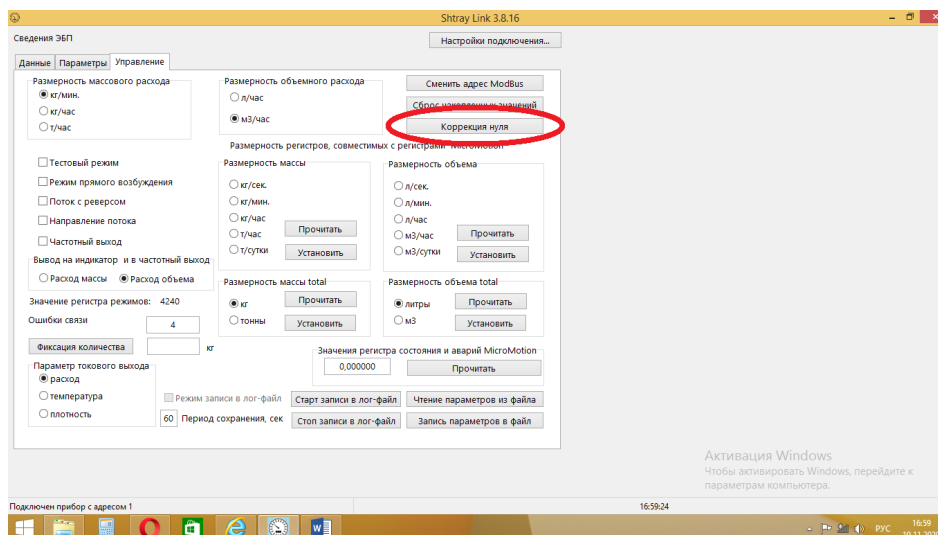 Shtray Link 3.8.16
Сведения ЭБП
Настройки подключения...
Данные Параметры Управление
Размерность массового расхода
кг/мин.
кг/час
т/час
Размерность объемного расхода
л/час
м3/час
Сменить адрес ModBus
Сброс накопленных значений
Коррекция нуля
Размерность регистров, совместимых с регистрами MicroMotion
Тестовый режим
Режим прямого возбуждения
Поток с реверсом
Направление потока
Частотный выход
Размерность массы
кг/сек.
кг/мин.
кг/час
т/час
т/сутки
Прочитать
Установить
Размерность объема
л/сек.
л/мин.
л/час
м3/час
м3/сутки
Прочитать
Установить
Вывод на индикатор и в частотный выход
Расход массы Расход объема
Значение регистра режимов: 4240
Ошибки связи 4
Размерность массы total
кг
тонны
Прочитать
Установить
Размерность объема total
литры
м3
Прочитать
Установить
Фиксация количества кг
Значения регистра состояния и аварий MicroMotion
0,000000 Прочитать
Параметр токового выхода
расход
температура
плотность
Режим записи в лог-файл Старт записи в лог-файл Чтение параметров из файла
60 Период сохранения, сек Стоп записи в лог-файл Запись параметров в файл
Активация Windows
Чтобы активировать Windows, перейдите к
параметрам компьютера.
Подключен прибор с адресом 1 16:59:24
РУС 16:59
10.11.2020